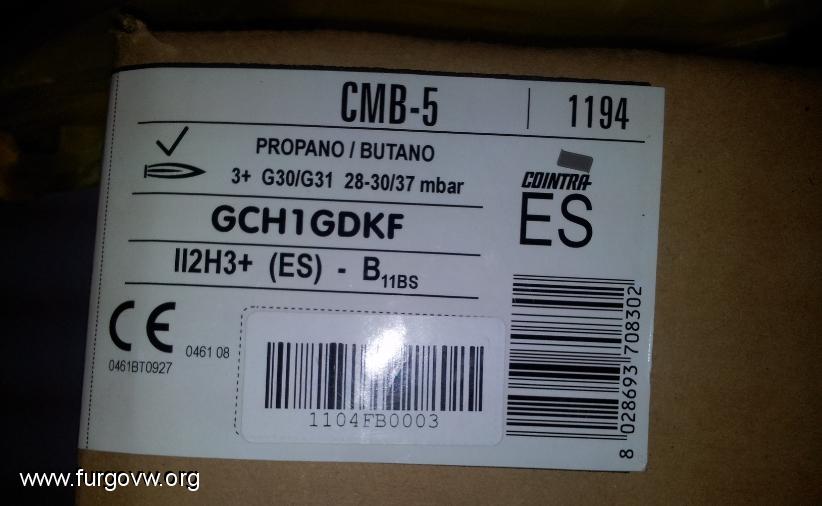 CMB-5 | 1194
PROPANO / BUTANO
3+ G30/G31 28-30/37 mbar
COINTRA
ES
GCH1GDKF
II2H3+ (ES) - B11BS
CE
0461BT0927
0461 08
1104FB0003
8 028693 708302
www.furgovw.org